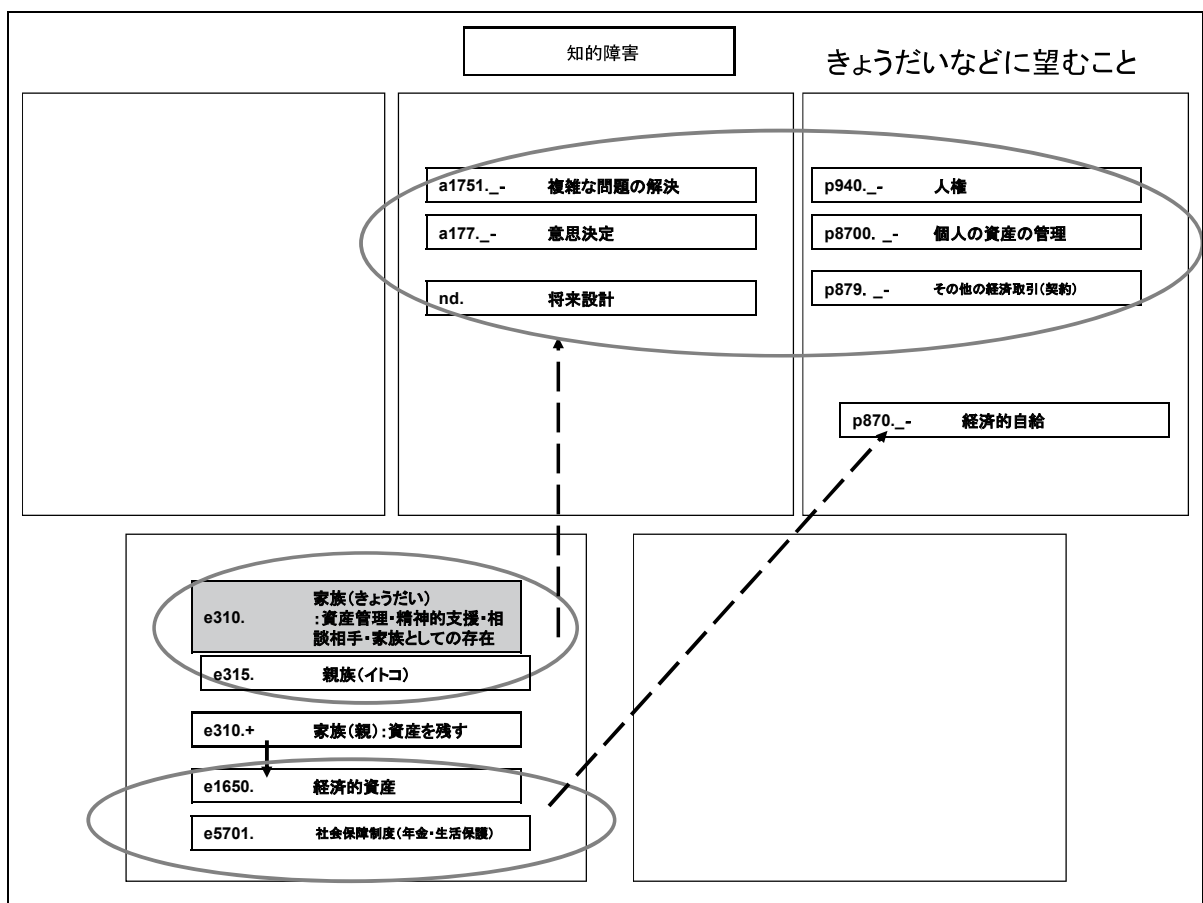 知的障害
きょうだいなどに望むこと
a1751._- 複雑な問題の解決
a177._- 意思決定
nd. 将来設計
p940._- 人権
p8700. _- 個人の資産の管理
p879. _- その他の経済取引(契約)
p870._- 経済的自給
e310. 家族(きょうだい)
:資産管理・精神的支援・相
談相手・家族としての存在
e315. 親族(イトコ)
e310.+ 家族(親):資産を残す
e1650. 経済的資産
e5701. 社会保障制度(年金・生活保護)